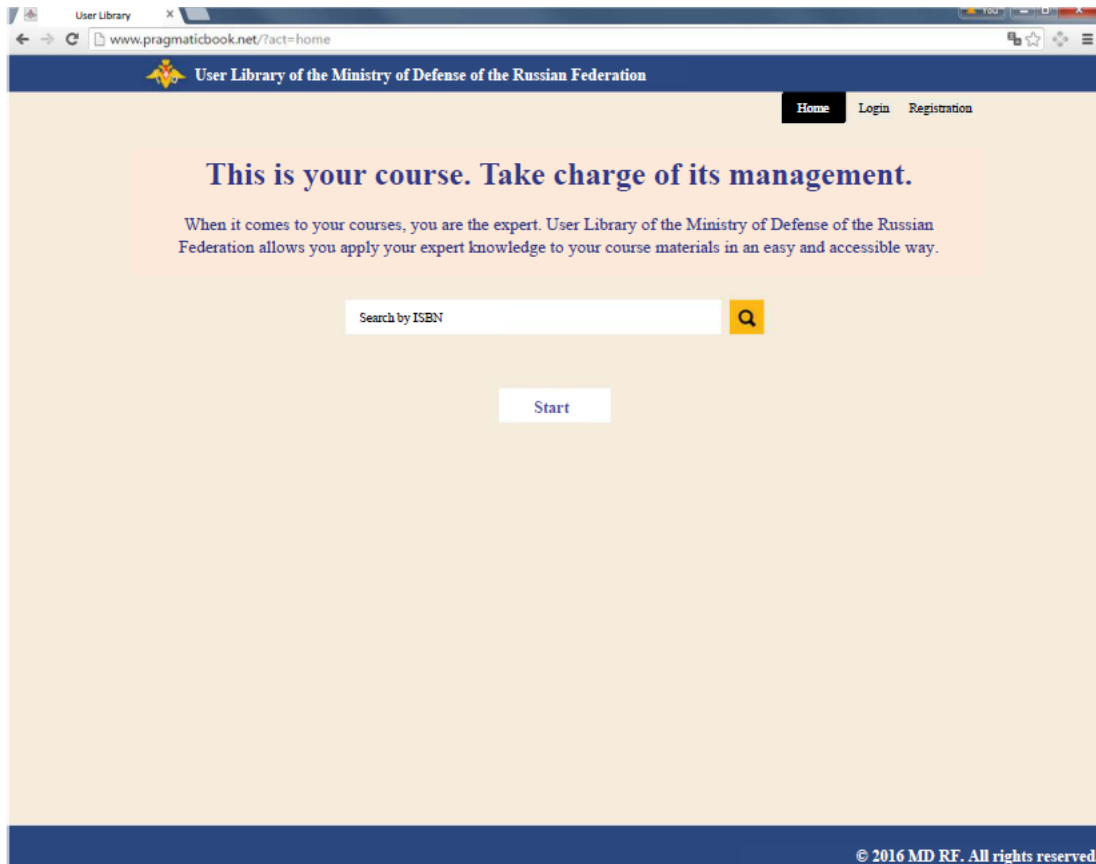 User Library
You
www.pragmaticbook.net/?act=home
User Library of the Ministry of Defense of the Russian Federation
Home Login Registration
This is your course. Take charge of its management.
When it comes to your courses, you are the expert. User Library of the Ministry of Defense of the Russian
Federation allows you apply your expert knowledge to your course materials in an easy and accessible way.
Search by ISBN
Start
© 2016 MD RF. All rights reserved